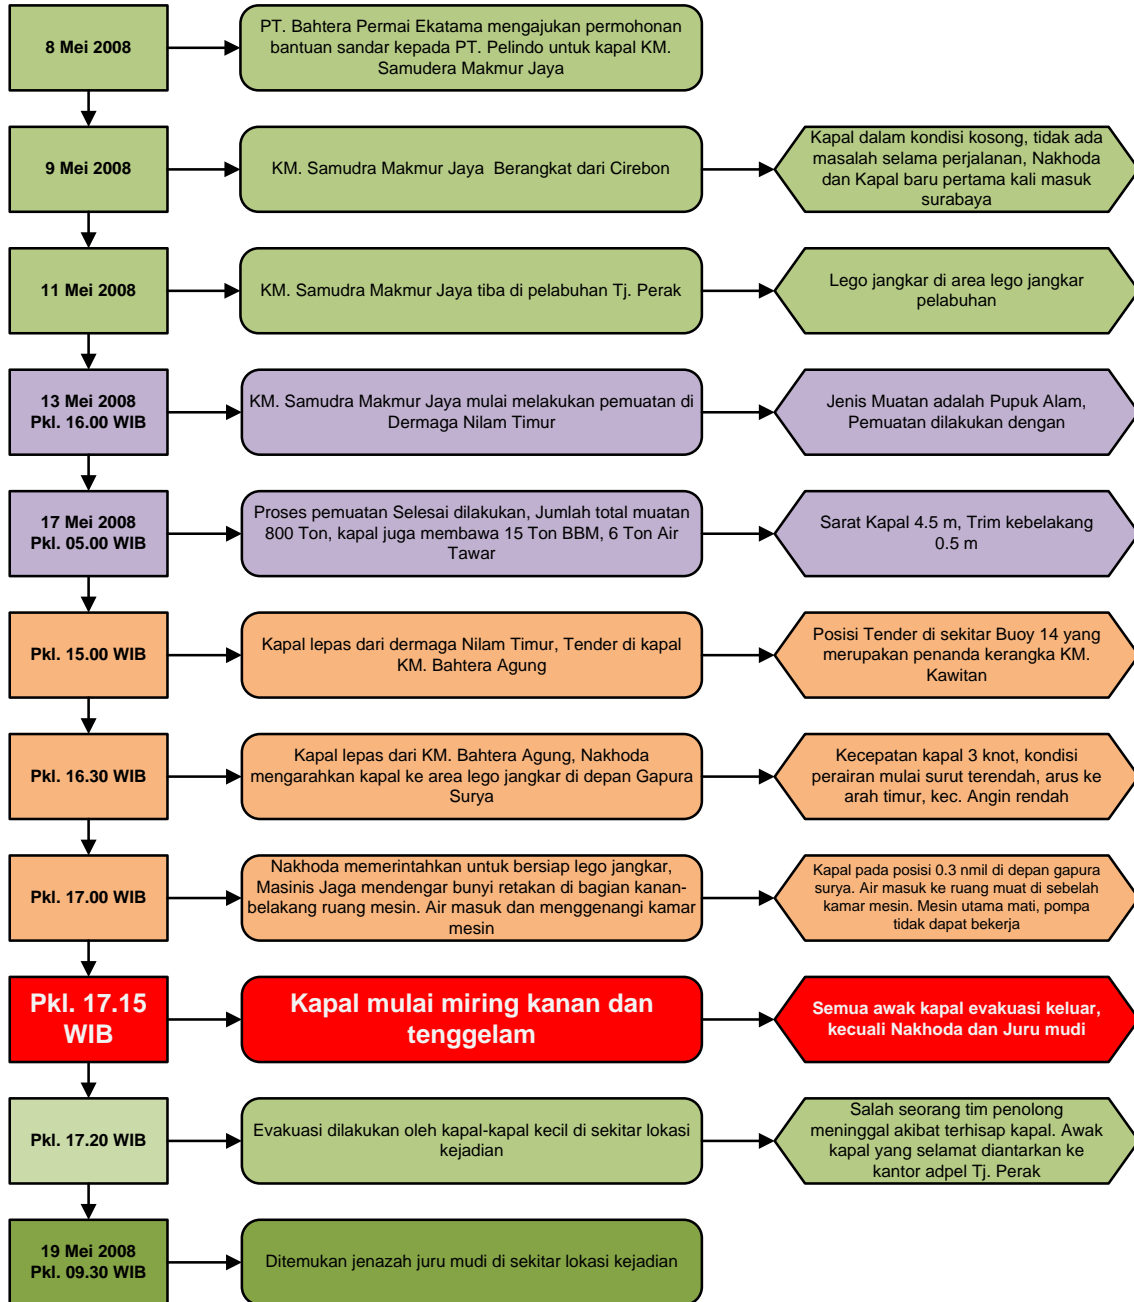 8 Mei 2008
PT. Bahtera Permai Ekatama mengajukan permohonan
bantuan sandar kepada PT. Pelindo untuk kapal KM.
Samudera Makmur Jaya
9 Mei 2008
KM. Samudra Makmur Jaya  Berangkat dari Cirebon
Kapal dalam kondisi kosong, tidak ada
masalah selama perjalanan, Nakhoda
dan Kapal baru pertama kali masuk
surabaya
11 Mei 2008
KM. Samudra Makmur Jaya tiba di pelabuhan Tj. Perak
Lego jangkar di area lego jangkar
pelabuhan
13 Mei 2008
Pkl. 16.00 WIB
KM. Samudra Makmur Jaya mulai melakukan pemuatan di
Dermaga Nilam Timur
Jenis Muatan adalah Pupuk Alam,
Pemuatan dilakukan dengan
17 Mei 2008
Pkl. 05.00 WIB
Proses pemuatan Selesai dilakukan, Jumlah total muatan
800 Ton, kapal juga membawa 15 Ton BBM, 6 Ton Air
Tawar
Sarat Kapal 4.5 m, Trim kebelakang
0.5 m
Pkl. 15.00 WIB
Kapal lepas dari dermaga Nilam Timur, Tender di kapal
KM. Bahtera Agung
Posisi Tender di sekitar Buoy 14 yang
merupakan penanda kerangka KM.
Kawitan
Pkl. 16.30 WIB
Kapal lepas dari KM. Bahtera Agung, Nakhoda
mengarahkan kapal ke area lego jangkar di depan Gapura
Surya
Kecepatan kapal 3 knot, kondisi
perairan mulai surut terendah, arus ke
arah timur, kec. Angin rendah
Pkl. 17.00 WIB
Nakhoda memerintahkan untuk bersiap lego jangkar,
Masinis Jaga mendengar bunyi retakan di bagian kanan-
belakang ruang mesin. Air masuk dan menggenangi kamar
mesin
Kapal pada posisi 0.3 nmil di depan gapura
surya. Air masuk ke ruang muat di sebelah
kamar mesin. Mesin utama mati, pompa
tidak dapat bekerja
Pkl. 17.15
WIB
Kapal mulai miring kanan dan
tenggelam
Semua awak kapal evakuasi keluar,
kecuali Nakhoda dan Juru mudi
Pkl. 17.20 WIB
Evakuasi dilakukan oleh kapal-kapal kecil di sekitar lokasi
kejadian
Salah seorang tim penolong
meninggal akibat terhisap kapal. Awak
kapal yang selamat diantarkan ke
kantor adpel Tj. Perak
19 Mei 2008
Pkl. 09.30 WIB
Ditemukan jenazah juru mudi di sekitar lokasi kejadian